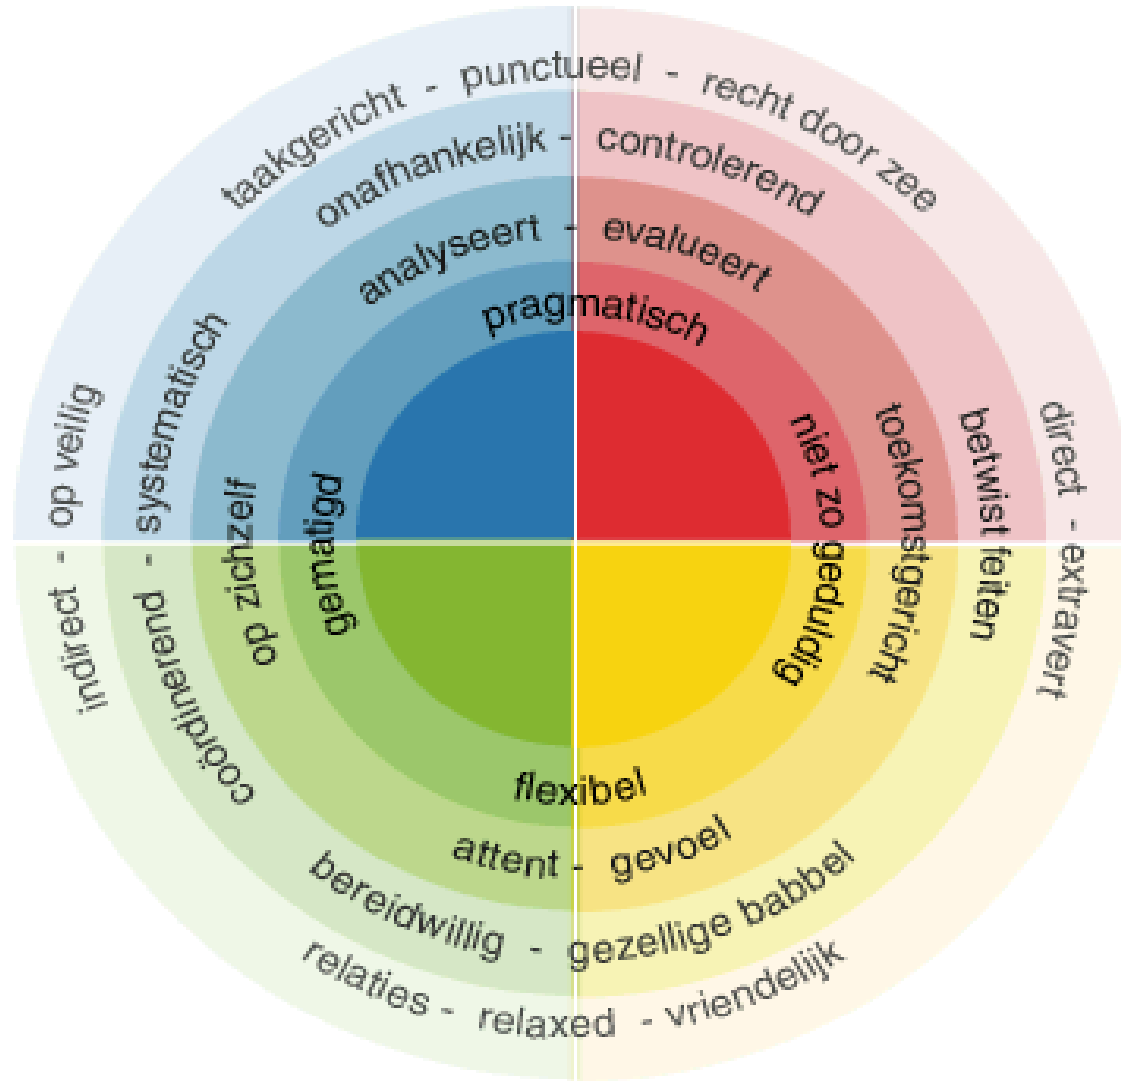 taakgericht - punctueel - recht door zee
onafhankelijk - controlerend
analyseert - evalueert
pragmatisch
op veilig
systematisch
op zichzelf
gematigd
niet zo geduldig
toekomstgericht
betwist feiten
direct - extravert
indirect -
coördinerend -
flexibel
attent - gevoel
bereidwillig - gezellige babbel
relaties - relaxed - vriendelijk